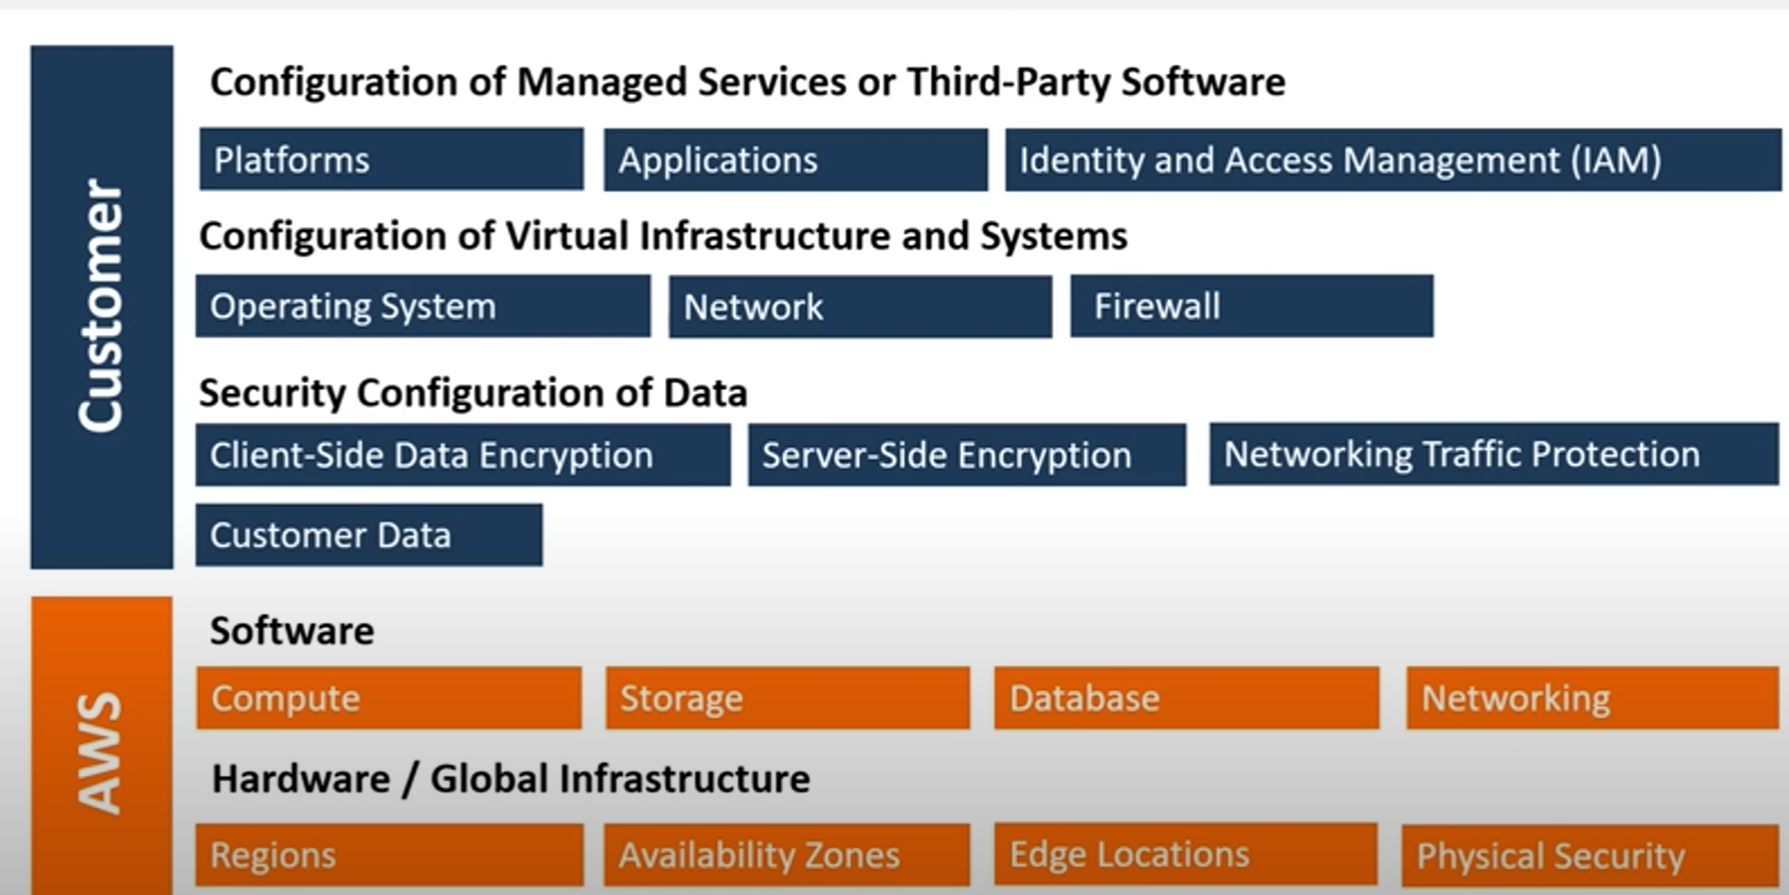 Customer
Configuration of Managed Services or Third-Party Software
Platforms
Applications
Identity and Access Management (IAM)
Configuration of Virtual Infrastructure and Systems
Operating System
Network
Firewall
Security Configuration of Data
Client-Side Data Encryption
Server-Side Encryption
Networking Traffic Protection
Customer Data
AWS
Software
Compute
Storage
Database
Networking
Hardware / Global Infrastructure
Regions
Availability Zones
Edge Locations
Physical Security